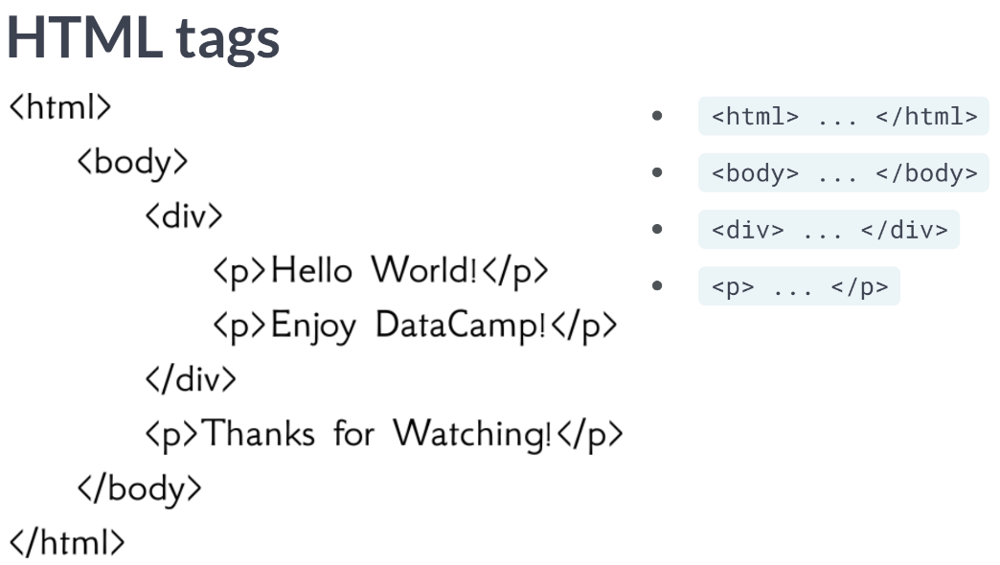 HTML tags
<html>
<body>
<div>
<p>Hello World!</p>
<p>Enjoy DataCamp!</p>
</div>
<p>Thanks for Watching!</p>
</body>
</html>
• <html> ... </html>
• <body> ... </body>
• <div> ... </div>
• <p> ... </p>